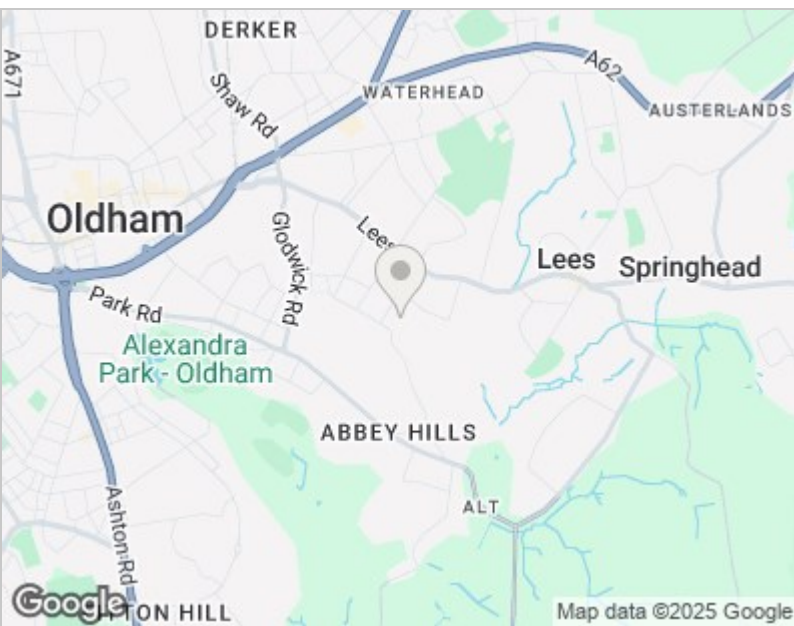 DERKER
A671
Shaw Rd
WATERHEAD
A62
AUSTERLANDS
Oldham
Glodwick Rd
Lees
Lees
Springhead
Park Rd
Alexandra
Park - Oldham
ABBEY HILLS
ALT
Ashton Rd
TON HILL
Google
Map data ©2025 Google